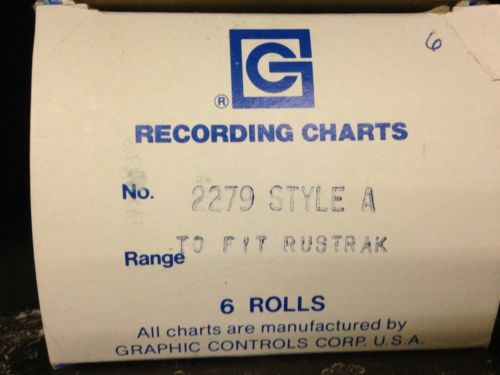 6
GC
®
RECORDING CHARTS
No. 2279 STYLE A
Range TO FIT RUSTRAK
6 ROLLS
All charts are manufactured by
GRAPHIC CONTROLS CORP. U.S.A.